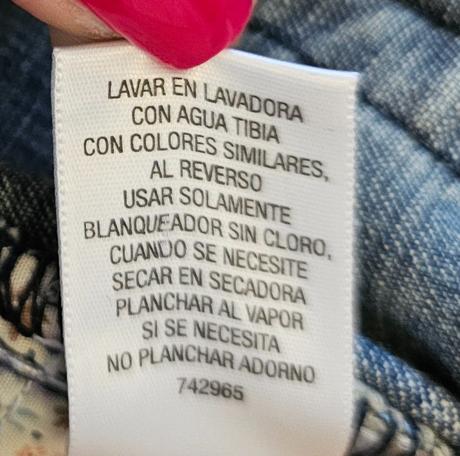 LAVAR EN LAVADORA
CON AGUA TIBIA
CON COLORES SIMILARES,
AL REVERSO
USAR SOLAMENTE
BLANQUEADOR SIN CLORO,
CUANDO SE NECESITE
SECAR EN SECADORA
PLANCHAR AL VAPOR
SI SE NECESITA
NO PLANCHAR ADORNO
742965